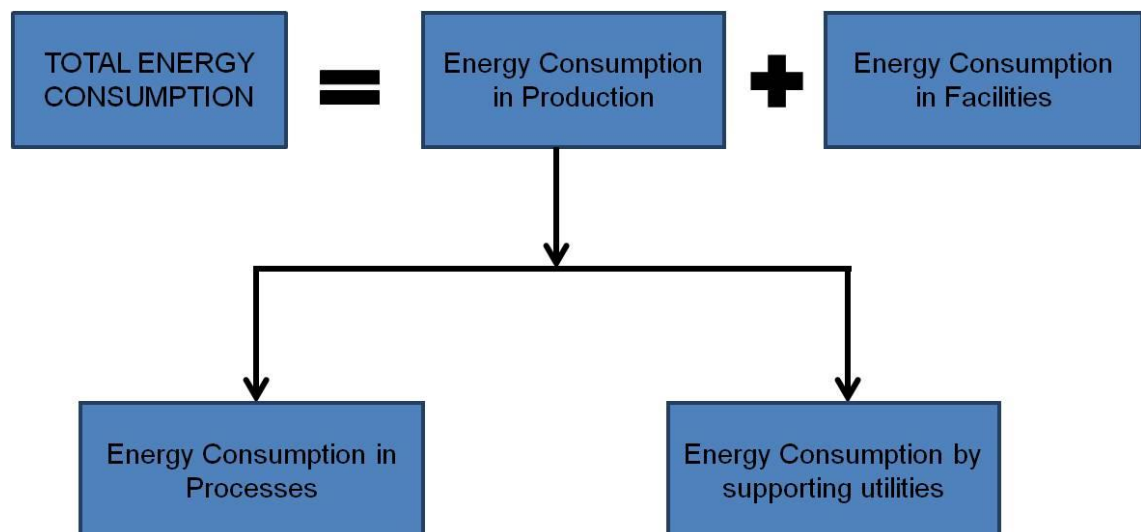 TOTAL ENERGY
CONSUMPTION
=
Energy Consumption
in Production
+
Energy Consumption
in Facilities
Energy Consumption in
Processes
Energy Consumption by
supporting utilities